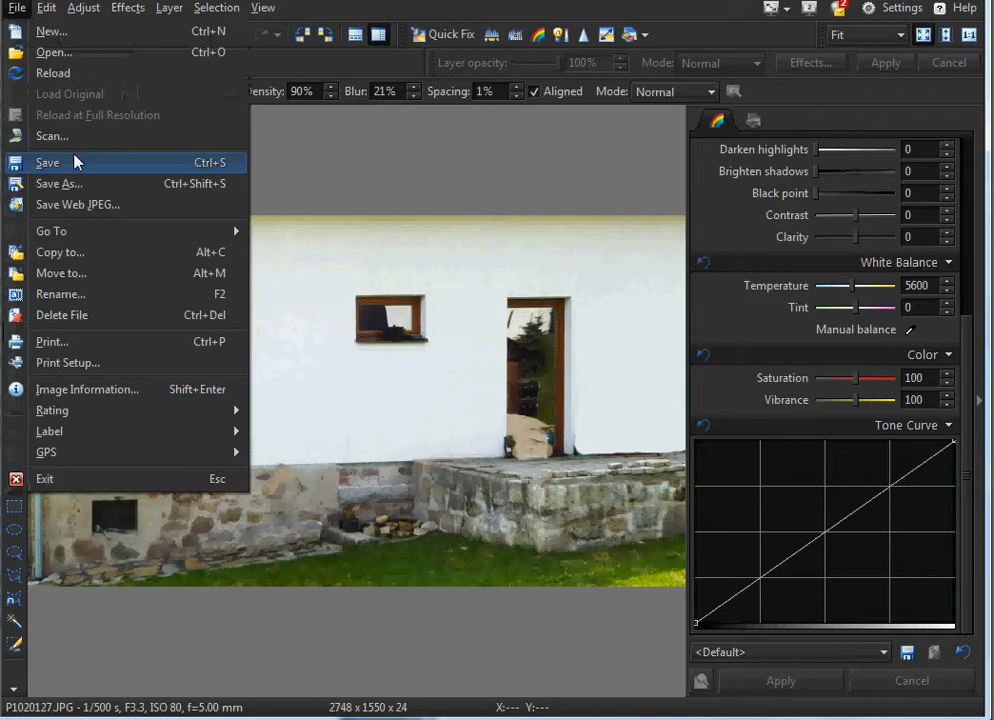 File Edit Adjust Effects Layer Selection View 2 2 Settings ? Help
New... Ctrl+N
Open... Ctrl+O
Reload
Load Original
Reload at Full Resolution
Scan...
Save Ctrl+S
Save As... Ctrl+Shift+S
Save Web JPEG...
Go To
Copy to... Alt+C
Move to... Alt+M
Rename... F2
Delete File Ctrl+Del
Print... Ctrl+P
Print Setup...
Image Information... Shift+Enter
Rating
Label
GPS
Exit Esc
Quick Fix Fit 1:1
Layer opacity: 100% Mode: Normal Effects... Apply Cancel
90% Blur: 21% Spacing: 1% Aligned Mode: Normal
Darken highlights 0
Brighten shadows 0
Black point 0
Contrast 0
Clarity 0
White Balance
Temperature 5600
Tint 0
Manual balance
Color
Saturation 100
Vibrance 100
Tone Curve
<Default>
Apply Cancel
P1020127.JPG - 1/500 s, F3.3, ISO 80, f=5.00 mm 2748 x 1550 x 24 X:--- Y:---